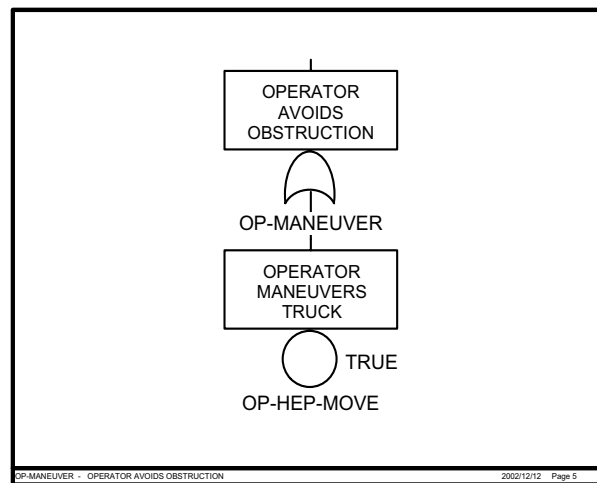 OPERATOR
AVOIDS
OBSTRUCTION
OP-MANEUVER
OPERATOR
MANEUVERS
TRUCK
TRUE
OP-HEP-MOVE
OP-MANEUVER - OPERATOR AVOIDS OBSTRUCTION 2002/12/12 Page 5